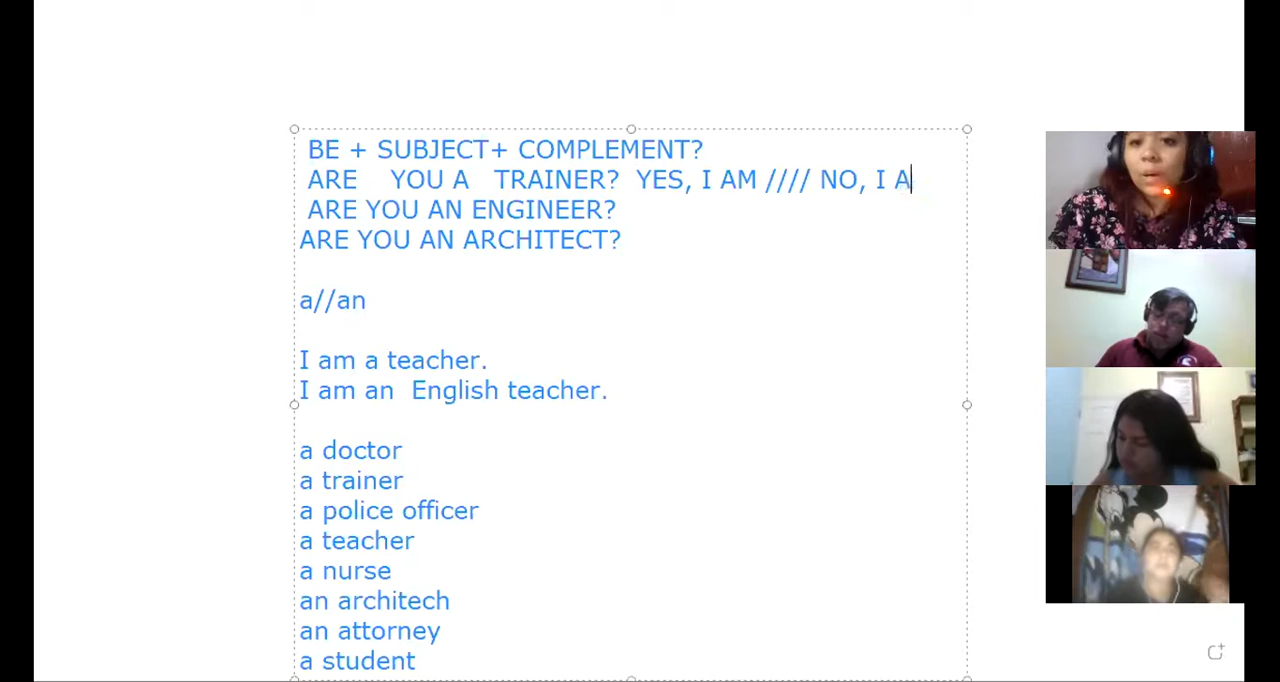 BE + SUBJECT+ COMPLEMENT?
ARE YOU A TRAINER? YES, I AM //// NO, I A
ARE YOU AN ENGINEER?
ARE YOU AN ARCHITECT?
a//an
I am a teacher.
I am an English teacher.
a doctor
a trainer
a police officer
a teacher
a nurse
an architech
an attorney
a student